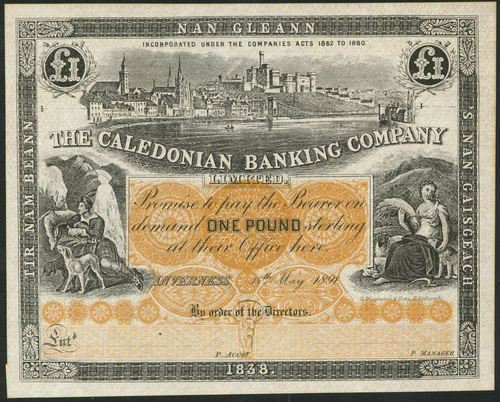 NAN GLEANN
INCORPORATED UNDER THE COMPANIES ACTS 1862 TO 1880.
£1
£1
TIR NAM BEANN
S NAN GAISGEACH
THE CALEDONIAN BANKING COMPANY
LIMITED.
Promise to pay the Bearer on
demand ONE POUND sterling
at their Office here.
INVERNESS 15th May 1891
By order of the Directors.
Entd
P. ACCOT
P. MANAGER
1838.